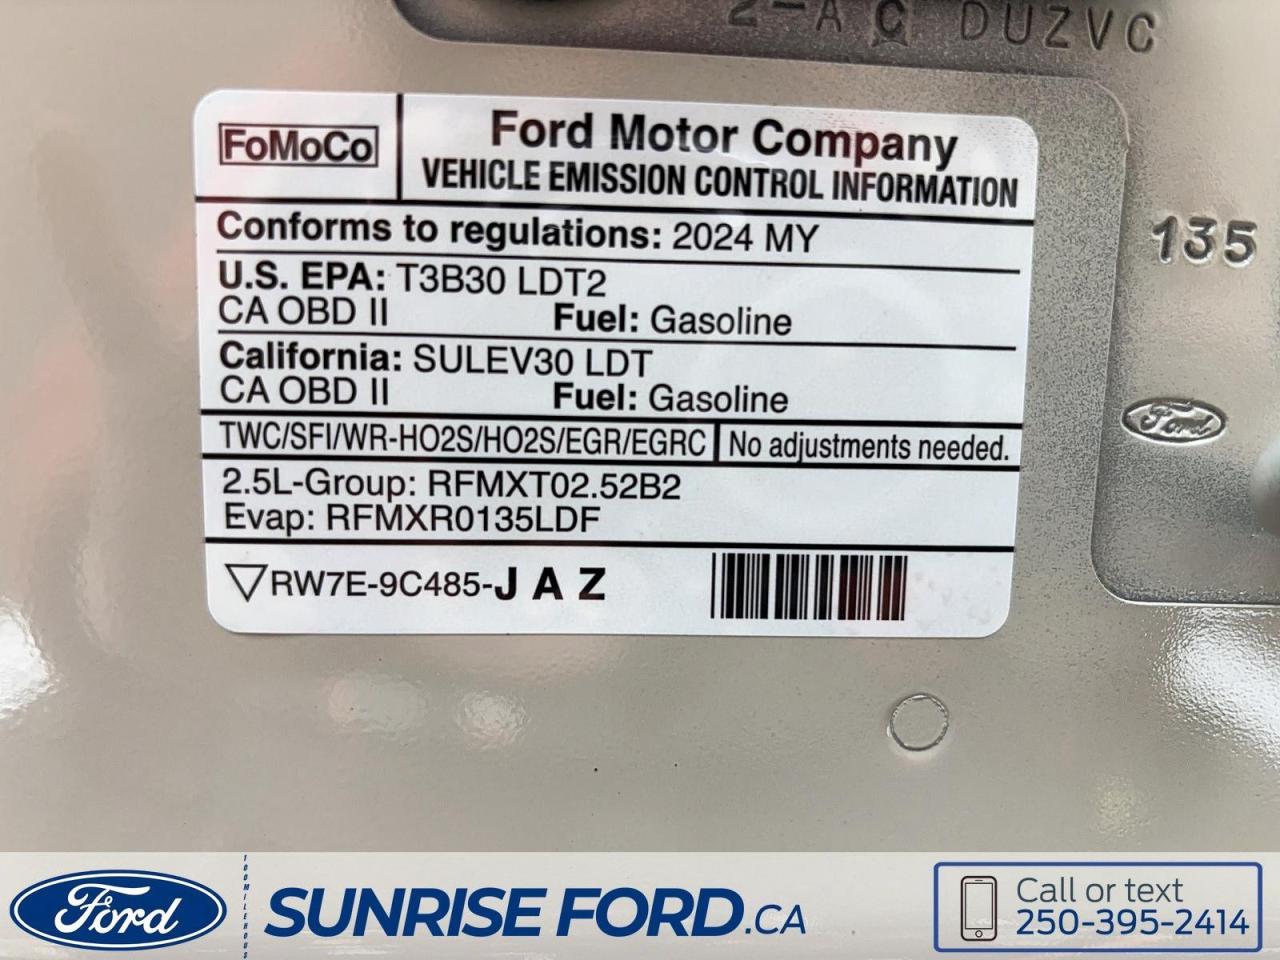 2-A C DUZVC
FoMoCo
Ford Motor Company
VEHICLE EMISSION CONTROL INFORMATION
Conforms to regulations: 2024 MY
U.S. EPA: T3B30 LDT2
CA OBD II Fuel: Gasoline
California: SULEV30 LDT
CA OBD II Fuel: Gasoline
TWC/SFI/WR-HO2S/HO2S/EGR/EGRC No adjustments needed.
2.5L-Group: RFMXT02.52B2
Evap: RFMXR0135LDF
RW7E-9C485-J A Z
135
Ford
Ford
100MILEHOUSE
SUNRISE FORD.CA
Call or text
250-395-2414